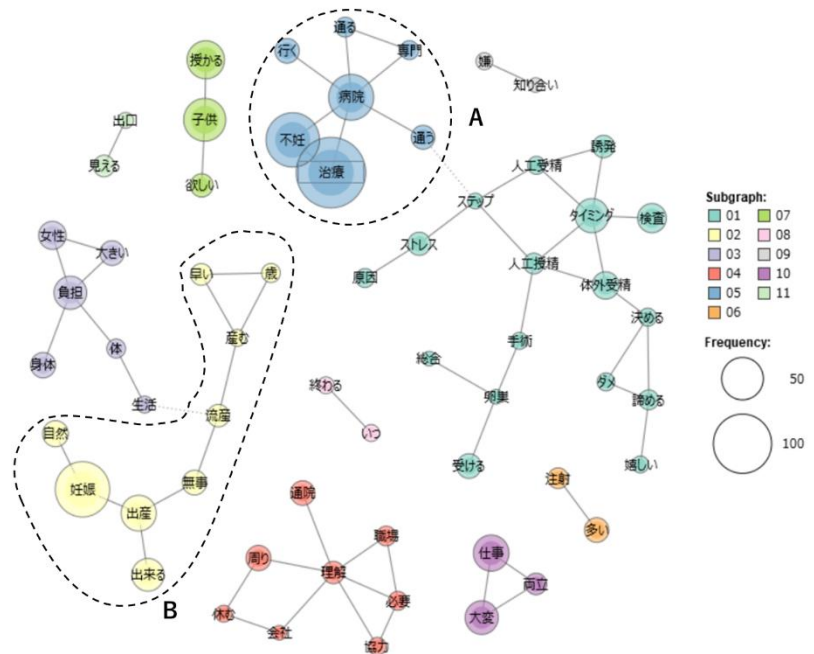 通る
行く
専門
病院
不妊
通う
治療
A
授かる
子供
欲しい
出口
見える
嫌
知り合い
誘発
人工受精
ステップ
タイミング
検査
ストレス
原因
人工授精
体外受精
決める
手術
総合
ダメ
諦める
卵巣
受ける
嬉しい
女性
大きい
負担
身体
体
生活
早い
歳
産む
流産
自然
妊娠
無事
出産
出来る
B
終わる
いつ
通院
職場
周り
理解
必要
休む
会社
協力
注射
多い
仕事
両立
大変
Subgraph:
01 07
02 08
03 09
04 10
05 11
06
Frequency:
50
100